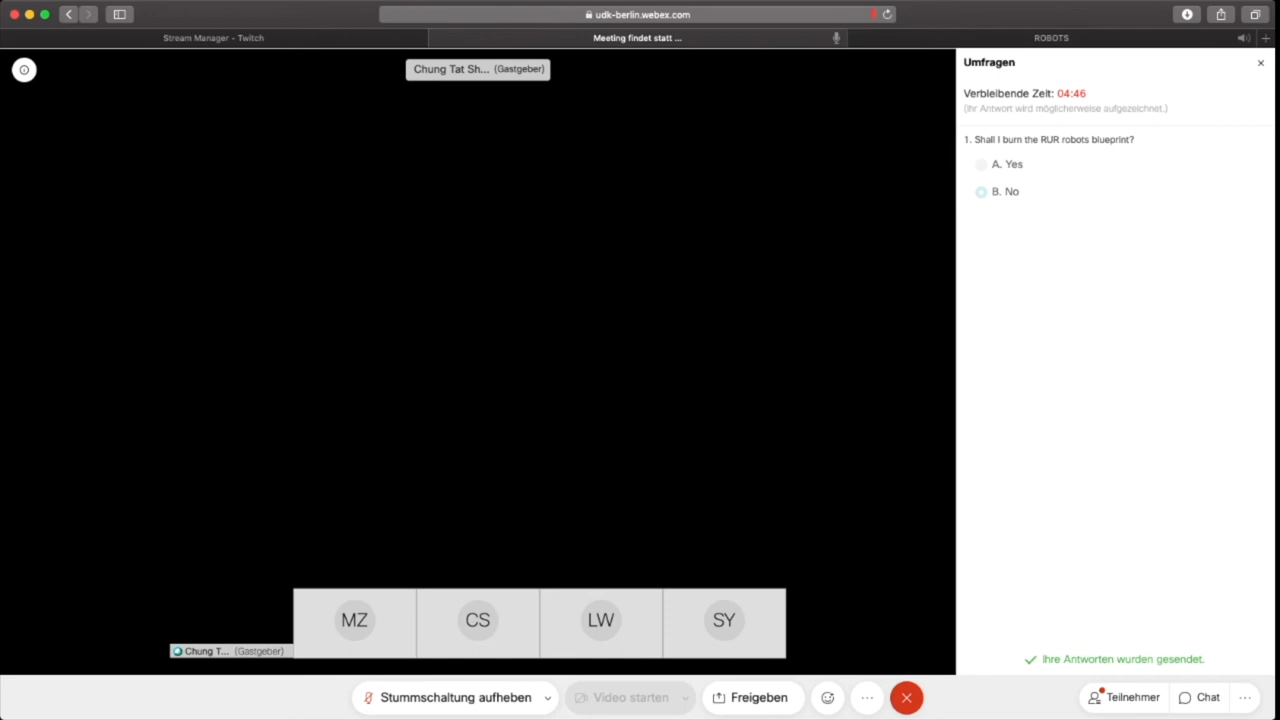 udk-berlin.webex.com
Stream Manager - Twitch
Meeting findet statt ...
ROBOTS
Chung Tat Sh... (Gastgeber)
Umfragen
Verbleibende Zeit: 04:46
(Ihr Antwort wird möglicherweise aufgezeichnet.)
1. Shall I burn the RUR robots blueprint?
A. Yes
B. No
MZ
CS
LW
SY
Chung T... (Gastgeber)
Ihre Antworten wurden gesendet.
Stummschaltung aufheben
Video starten
Freigeben
Teilnehmer
Chat